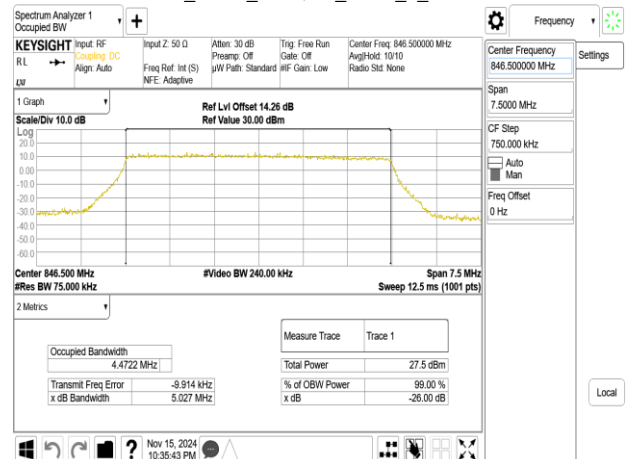 Spectrum Analyzer 1
Occupied BW
Frequency
KEYSIGHT
Input: RF
Coupling: DC
Align: Auto
Input Z: 50 Ω
Freq Ref: Int (S)
NFE: Adaptive
Atten: 30 dB
Preamp: Off
µW Path: Standard
Trig: Free Run
Gate: Off
#IF Gain: Low
Center Freq: 846.500000 MHz
Avg|Hold: 10/10
Radio Std: None
RL
LXI
Center Frequency
846.500000 MHz
Settings
Span
7.5000 MHz
CF Step
750.000 kHz
Auto
Man
Freq Offset
0 Hz
Local
1 Graph
Scale/Div 10.0 dB
Ref Lvl Offset 14.26 dB
Ref Value 30.00 dBm
Log
20.0
10.0
0.00
-10.0
-20.0
-30.0
-40.0
-50.0
-60.0
Center 846.500 MHz
#Video BW 240.00 kHz
Span 7.5 MHz
#Res BW 75.000 kHz
Sweep 12.5 ms (1001 pts)
2 Metrics
Measure Trace Trace 1
Occupied Bandwidth
4.4722 MHz
Total Power 27.5 dBm
Transmit Freq Error -9.914 kHz
% of OBW Power 99.00 %
x dB Bandwidth 5.027 MHz
x dB -26.00 dB
Nov 15, 2024
10:35:43 PM